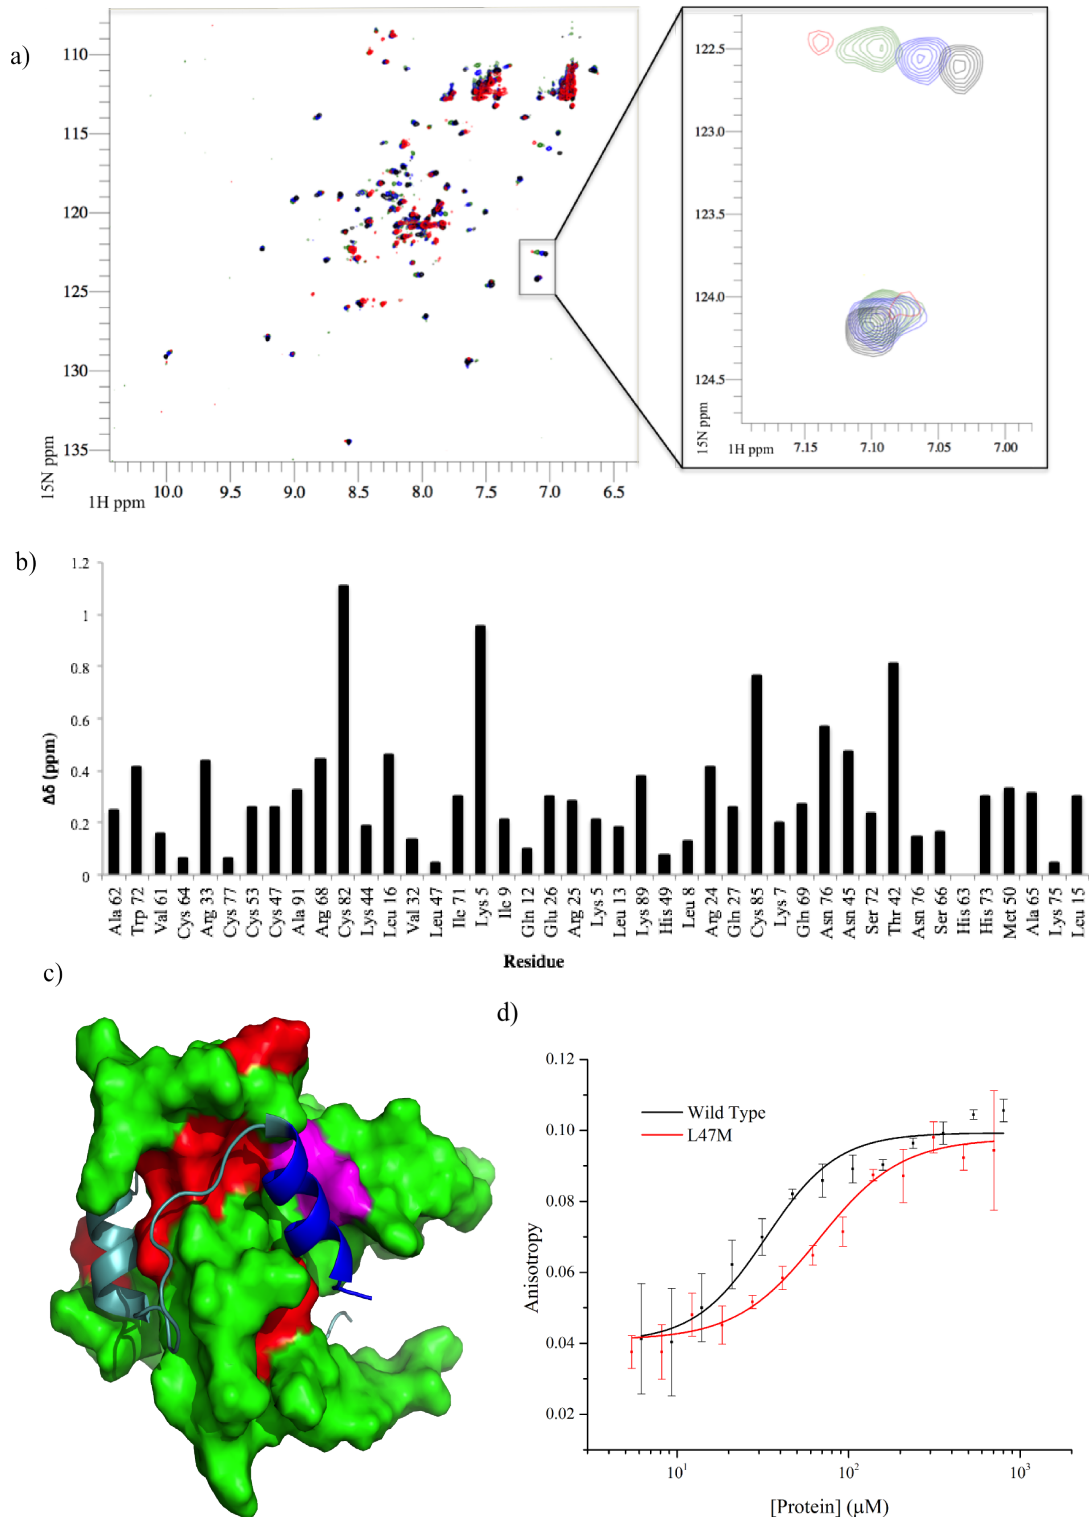 a)
110
115
120
125
130
135
15N ppm
1H ppm
10.0 9.5 9.0 8.5 8.0 7.5 7.0 6.5
122.5
123.0
123.5
124.0
124.5
15N ppm
1H ppm
7.15 7.10 7.05 7.00
b)
1.2
1
0.8
0.6
0.4
0.2
0
Δδ (ppm)
Ala 62
Trp 72
Val 61
Cys 64
Arg 33
Cys 77
Cys 53
Cys 47
Ala 91
Arg 68
Cys 82
Lys 44
Leu 16
Val 32
Leu 47
Ile 71
Lys 5
Ile 9
Gln 12
Glu 26
Arg 25
Lys 5
Leu 13
Lys 89
His 49
Leu 8
Arg 24
Gln 27
Cys 85
Lys 7
Gln 69
Asn 76
Asn 45
Ser 72
Thr 42
Asn 76
Ser 66
His 63
His 73
Met 50
Ala 65
Lys 75
Leu 15
Residue
c)
d)
0.12
0.10
0.08
0.06
0.04
0.02
Anisotropy
Wild Type
L47M
10¹ 10² 10³
[Protein] (μM)